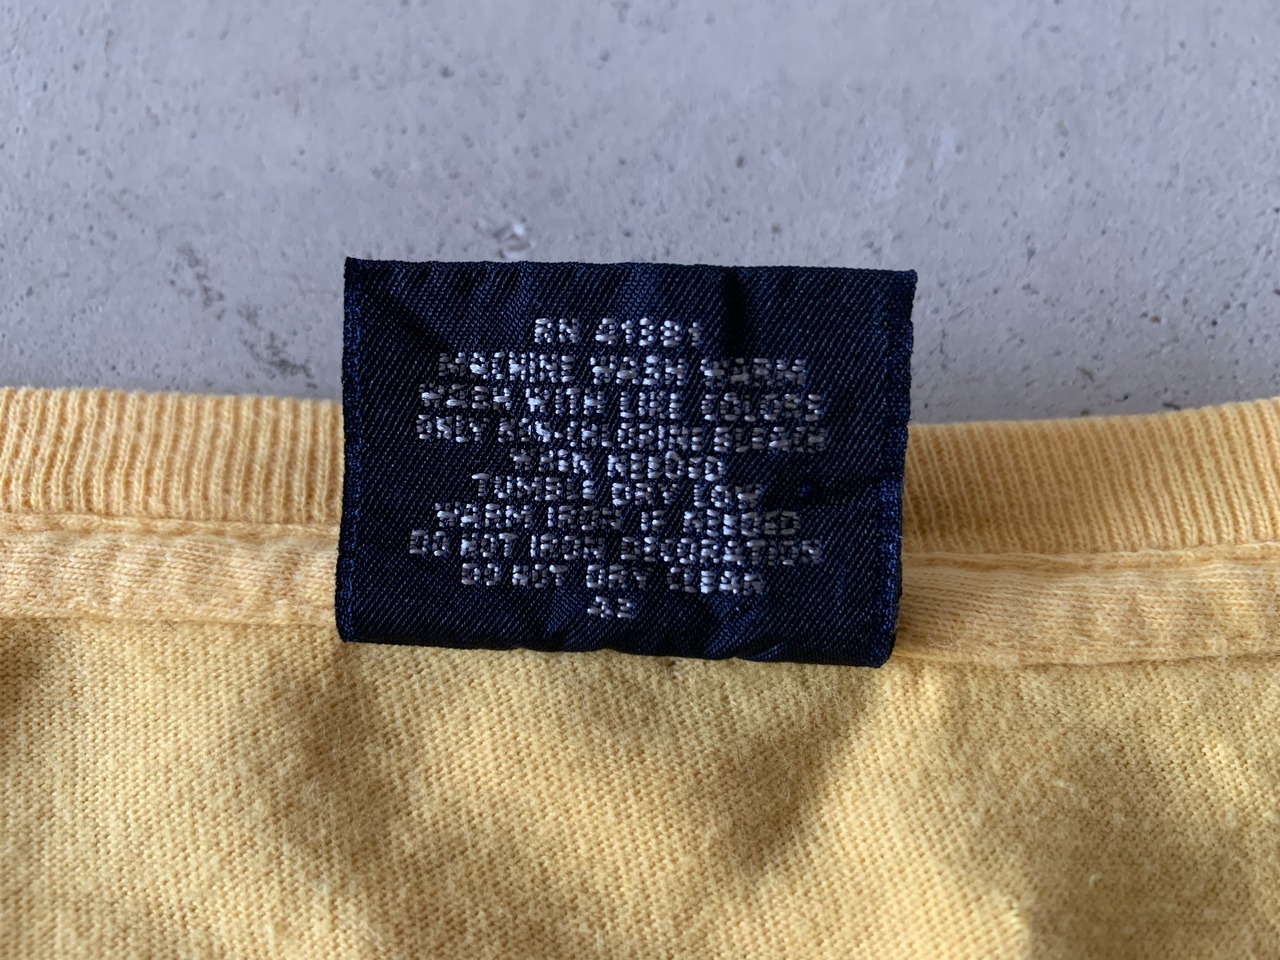 RN 41381
MACHINE WASH WARM
WASH WITH LIKE COLORS
ONLY NON-CHLORINE BLEACH
WHEN NEEDED
TUMBLE DRY LOW
WARM IRON IF NEEDED
DO NOT IRON DECORATION
DO NOT DRY CLEAN